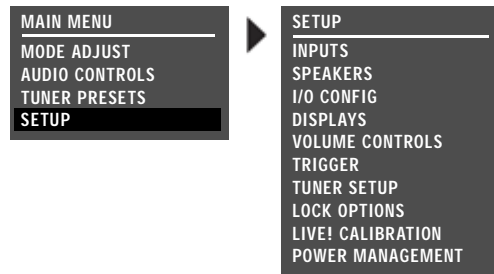 MAIN MENU
MODE ADJUST
AUDIO CONTROLS
TUNER PRESETS
SETUP
SETUP
INPUTS
SPEAKERS
I/O CONFIG
DISPLAYS
VOLUME CONTROLS
TRIGGER
TUNER SETUP
LOCK OPTIONS
LIVE! CALIBRATION
POWER MANAGEMENT